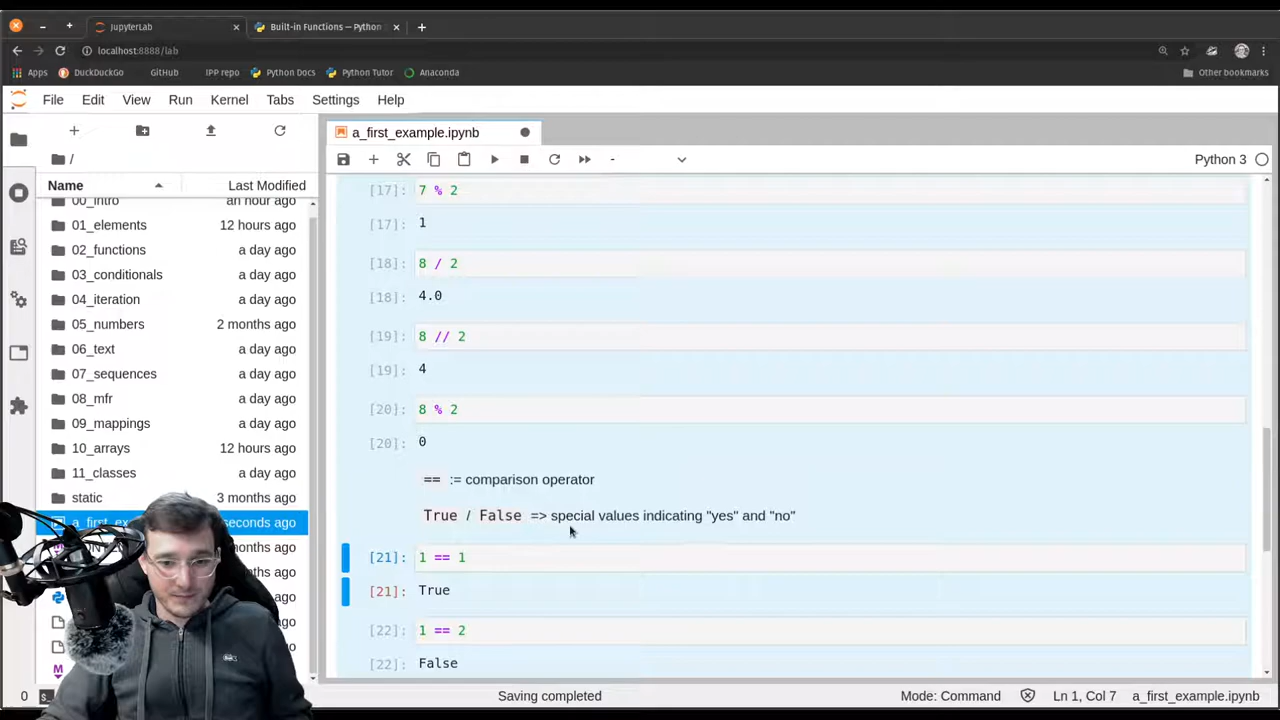 JupyterLab
Built-in Functions — Python
localhost:8888/lab
Apps
DuckDuckGo
GitHub
IPP repo
Python Docs
Python Tutor
Anaconda
Other bookmarks
File
Edit
View
Run
Kernel
Tabs
Settings
Help
a_first_example.ipynb
/
Python 3
Name
Last Modified
00_intro an hour ago
01_elements 12 hours ago
02_functions a day ago
03_conditionals a day ago
04_iteration a day ago
05_numbers 2 months ago
06_text a day ago
07_sequences a day ago
08_mfr a day ago
09_mappings a day ago
10_arrays 12 hours ago
11_classes a day ago
static 3 months ago
a_first_ex seconds ago
months ago
ago
ago
ago
ago
[17]: 7 % 2
[17]: 1
[18]: 8 / 2
[18]: 4.0
[19]: 8 // 2
[19]: 4
[20]: 8 % 2
[20]: 0
== := comparison operator
True / False => special values indicating "yes" and "no"
[21]: 1 == 1
[21]: True
[22]: 1 == 2
[22]: False
0
Saving completed
Mode: Command
Ln 1, Col 7
a_first_example.ipynb